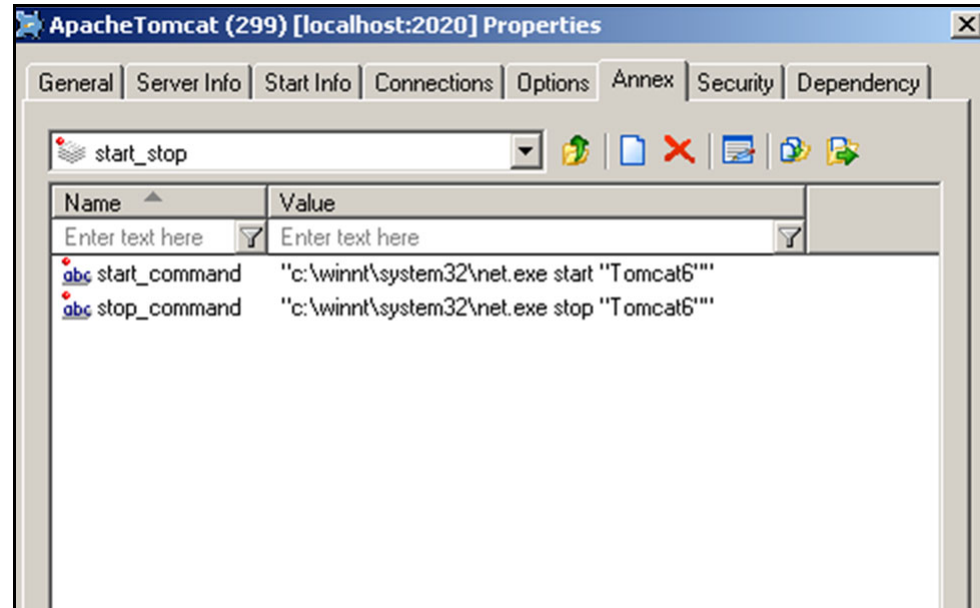 ApacheTomcat (299) [localhost:2020] Properties
General Server Info Start Info Connections Options Annex Security Dependency
start_stop
Name Value
Enter text here Enter text here
abc start_command "c:\winnt\system32\net.exe start "Tomcat6""
abc stop_command "c:\winnt\system32\net.exe stop "Tomcat6""